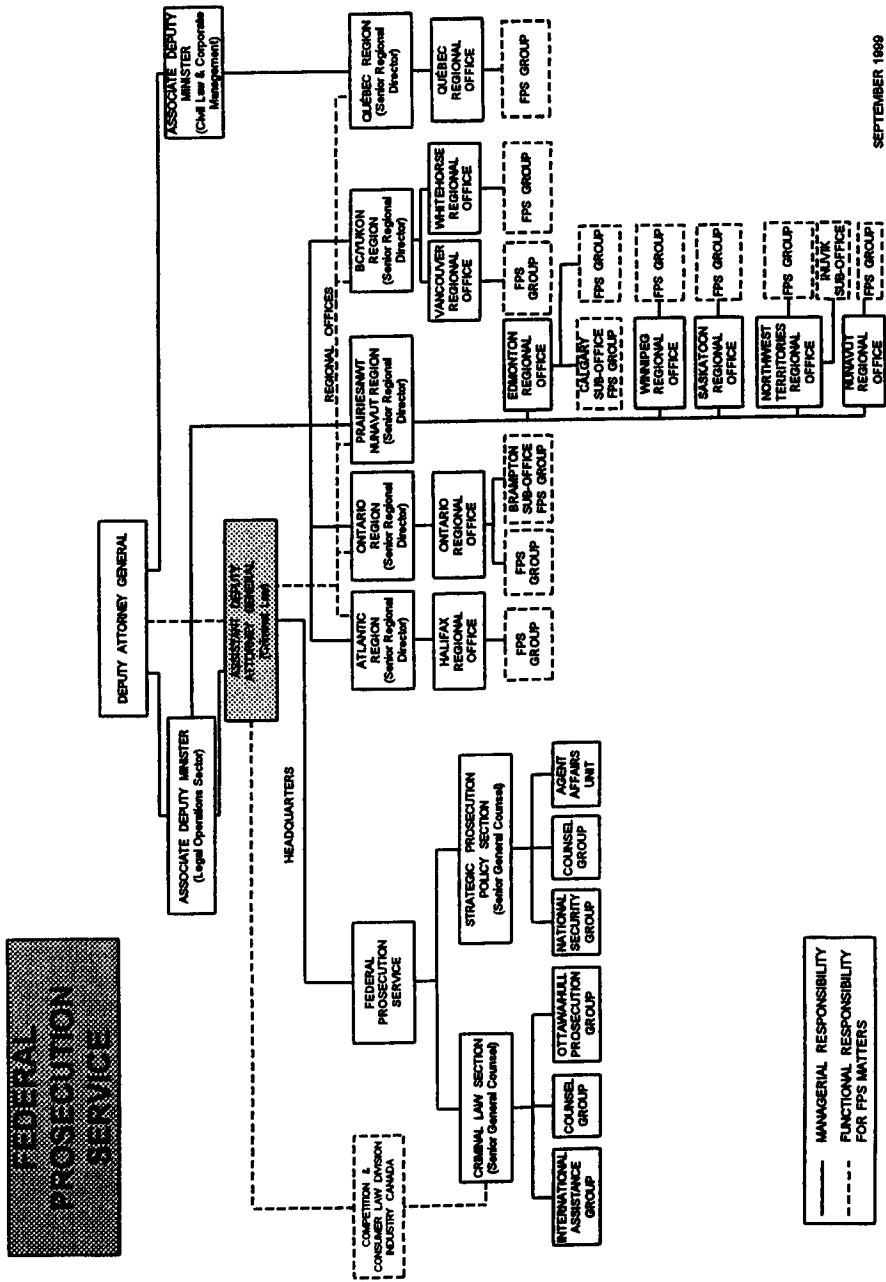 FEDERAL
PROSECUTION
SERVICE
DEPUTY ATTORNEY GENERAL
ASSOCIATE DEPUTY MINISTER
(Legal Operations Sector)
ASSOCIATE DEPUTY
MINISTER
(Civil Law & Corporate
Management)
ASSISTANT DEPUTY
ATTORNEY GENERAL
(Criminal Law)
HEADQUARTERS
REGIONAL OFFICES
COMPETITION &
CONSUMER LAW DIVISION
INDUSTRY CANADA
FEDERAL
PROSECUTION
SERVICE
ATLANTIC
REGION
(Senior Regional
Director)
ONTARIO
REGION
(Senior Regional
Director)
PRAIRIES/NWT
NUNAVUT REGION
(Senior Regional
Director)
BC/YUKON
REGION
(Senior Regional
Director)
QUÉBEC REGION
(Senior Regional
Director)
CRIMINAL LAW SECTION
(Senior General Counsel)
STRATEGIC PROSECUTION
POLICY SECTION
(Senior General Counsel)
HALIFAX
REGIONAL
OFFICE
ONTARIO
REGIONAL
OFFICE
VANCOUVER
REGIONAL
OFFICE
WHITEHORSE
REGIONAL
OFFICE
QUÉBEC
REGIONAL
OFFICE
INTERNATIONAL
ASSISTANCE
GROUP
COUNSEL
GROUP
OTTAWA/HULL
PROSECUTION
GROUP
NATIONAL
SECURITY
GROUP
COUNSEL
GROUP
AGENT
AFFAIRS
UNIT
FPS
GROUP
FPS
GROUP
BRAMPTON
SUB-OFFICE
FPS GROUP
EDMONTON
REGIONAL
OFFICE
FPS
GROUP
FPS GROUP
FPS GROUP
CALGARY
SUB-OFFICE
FPS GROUP
FPS GROUP
WINNIPEG
REGIONAL
OFFICE
FPS GROUP
SASKATOON
REGIONAL
OFFICE
FPS GROUP
NORTHWEST
TERRITORIES
REGIONAL
OFFICE
FPS GROUP
INUVIK
SUB-OFFICE
NUNAVUT
REGIONAL
OFFICE
FPS GROUP
MANAGERIAL RESPONSIBILITY
FUNCTIONAL RESPONSIBILITY
FOR FPS MATTERS
SEPTEMBER 1999